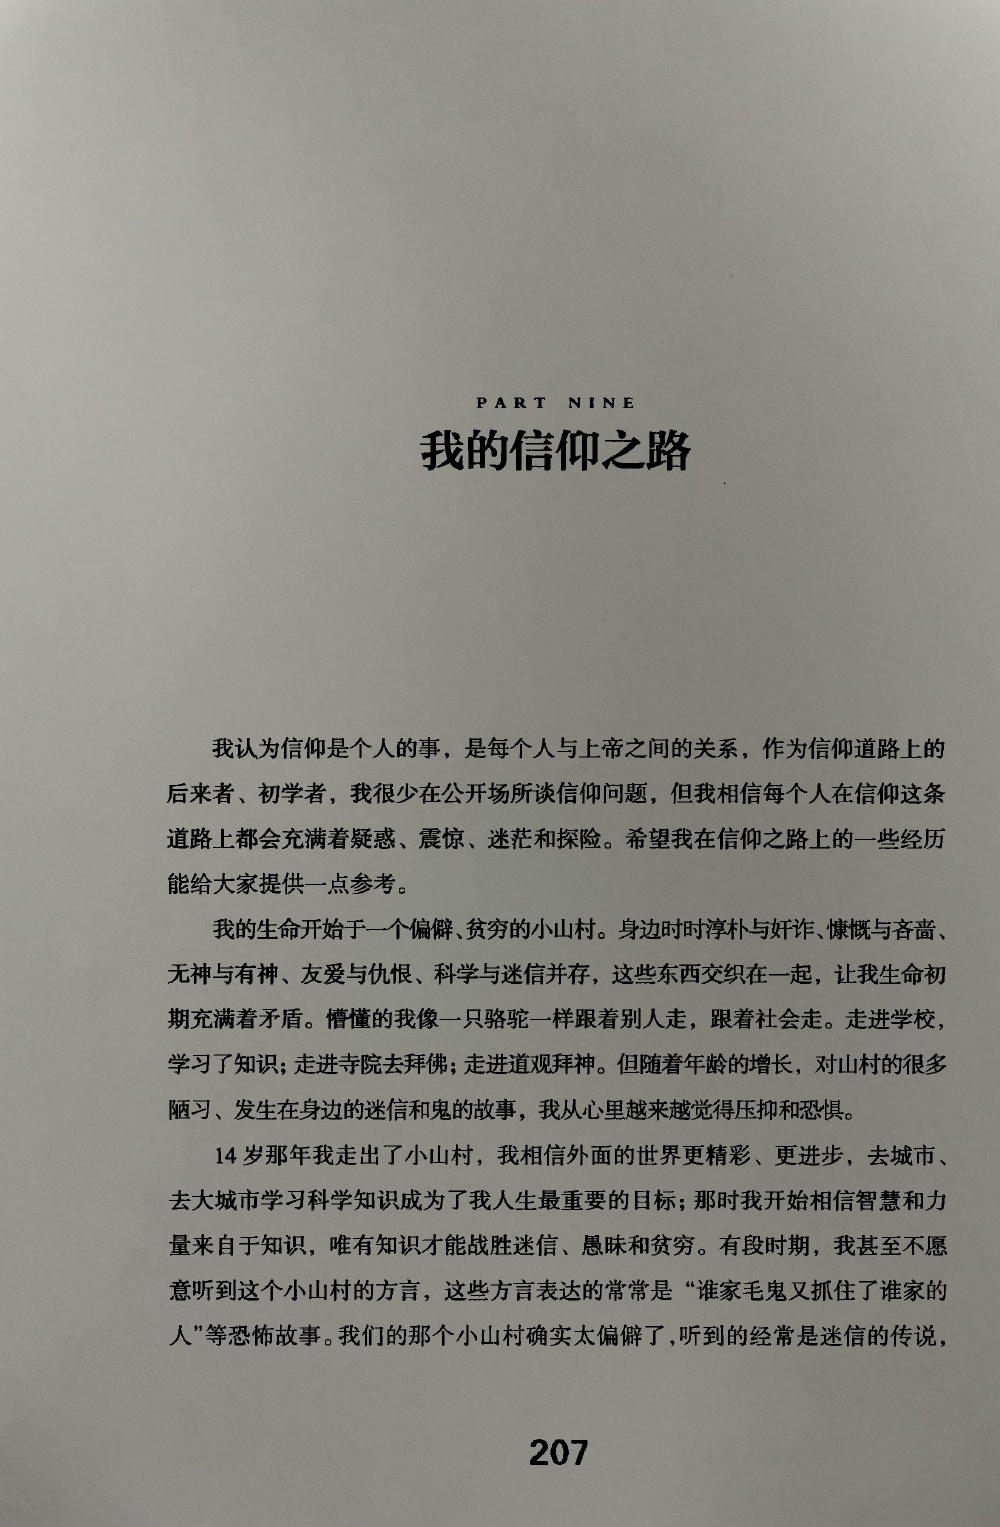 PART NINE
我的信仰之路
我认为信仰是个人的事，是每个人与上帝之间的关系，作为信仰道路上的
后来者、初学者，我很少在公开场所谈信仰问题，但我相信每个人在信仰这条
道路上都会充满着疑惑、震惊、迷茫和探险。希望我在信仰之路上的一些经历
能给大家提供一点参考。
我的生命开始于一个偏僻、贫穷的小山村。身边时时淳朴与奸诈、慷慨与吝啬、
无神与有神、友爱与仇恨、科学与迷信并存，这些东西交织在一起，让我生命初
期充满着矛盾。懵懂的我像一只骆驼一样跟着别人走，跟着社会走。走进学校，
学习了知识；走进寺院去拜佛；走进道观拜神。但随着年龄的增长，对山村的很多
陋习、发生在身边的迷信和鬼的故事，我从心里越来越觉得压抑和恐惧。
14 岁那年我走出了小山村，我相信外面的世界更精彩、更进步，去城市、
去大城市学习科学知识成为了我人生最重要的目标；那时我开始相信智慧和力
量来自于知识，唯有知识才能战胜迷信、愚昧和贫穷。有段时期，我甚至不愿
意听到这个小山村的方言，这些方言表达的常常是“谁家毛鬼又抓住了谁家的
人”等恐怖故事。我们的那个小山村确实太偏僻了，听到的经常是迷信的传说，
207